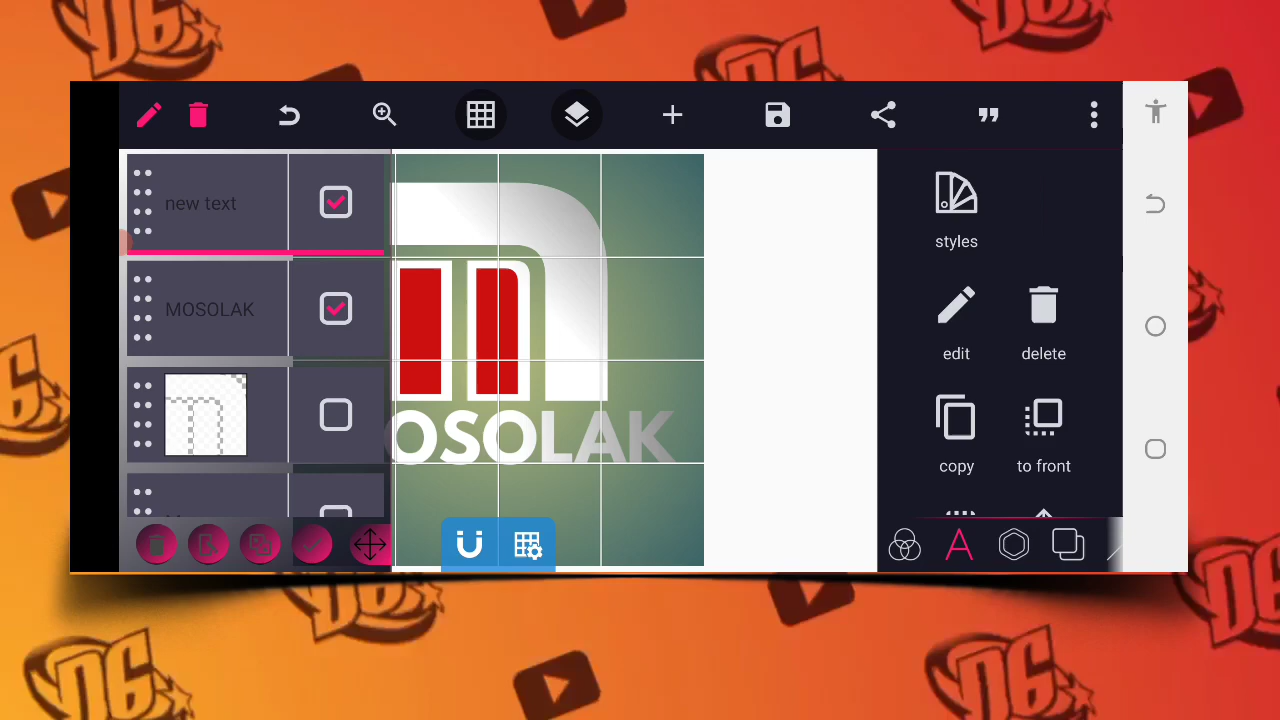 new text
MOSOLAK
OSOLAK
styles
edit
delete
copy
to front